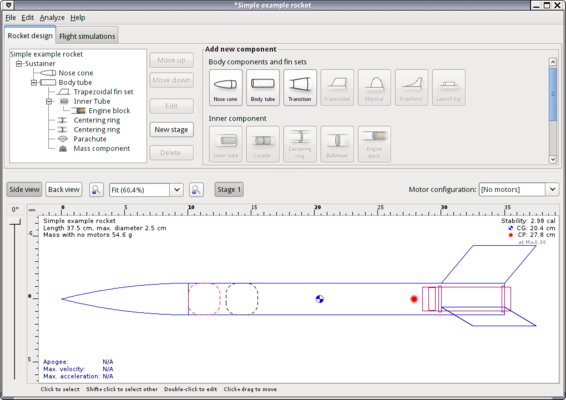 *Simple example rocket
File Edit Analyze Help
Rocket design Flight simulations
Simple example rocket
Sustainer
Nose cone
Body tube
Trapezoidal fin set
Inner Tube
Engine block
Centering ring
Centering ring
Parachute
Mass component
Move up
Move down
Edit
New stage
Delete
Add new component
Body components and fin sets
Nose cone Body tube Transition Trapezoidal Elliptical Freeform Launch lug
Inner component
Inner tube Coupler Centering ring Bulkhead Engine block
Side view Back view Fit (60.4%) Stage 1 Motor configuration: [No motors]
0°
cm 0 5 10 15 20 25 30 35
-5
0
5
Simple example rocket
Length 37.5 cm, max. diameter 2.5 cm
Mass with no motors 54.6 g
Stability: 2.98 cal
CG: 20.4 cm
CP: 27.8 cm
at M=0.30
Apogee: N/A
Max. velocity: N/A
Max. acceleration: N/A
Click to select Shift+click to select other Double-click to edit Click+drag to move